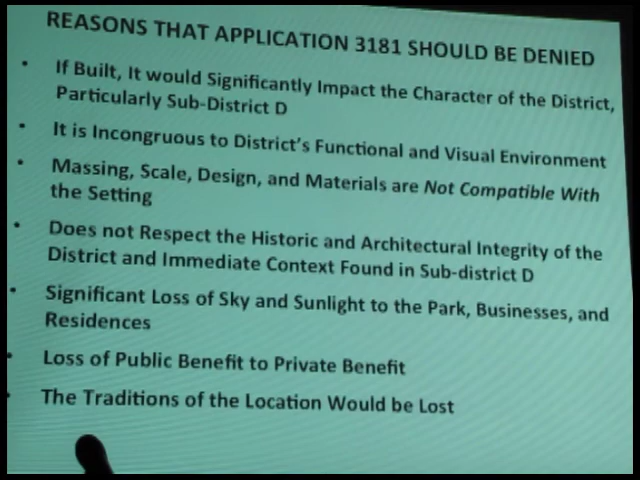 REASONS THAT APPLICATION 3181 SHOULD BE DENIED
• If Built, It would Significantly Impact the Character of the District,
Particularly Sub-District D
• It is Incongruous to District's Functional and Visual Environment
• Massing, Scale, Design, and Materials are Not Compatible With
the Setting
• Does not Respect the Historic and Architectural Integrity of the
District and Immediate Context Found in Sub-district D
• Significant Loss of Sky and Sunlight to the Park, Businesses, and
Residences
• Loss of Public Benefit to Private Benefit
• The Traditions of the Location Would be Lost